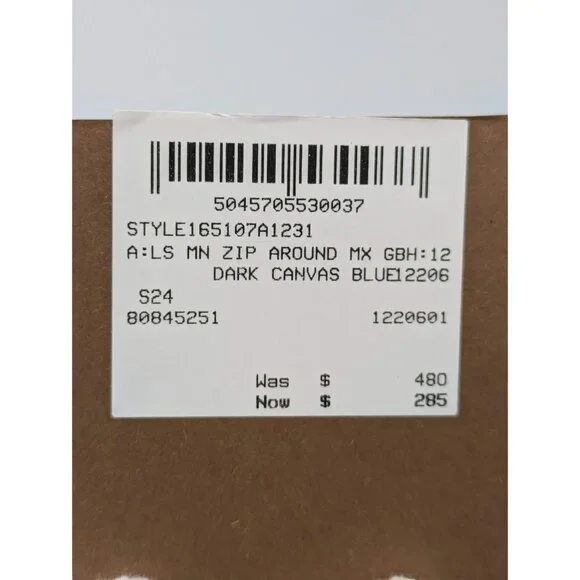 5045705530037
STYLE165107A1231
A:LS MN ZIP AROUND MX GBH:12
DARK CANVAS BLUE12206
S24
80845251 1220601
Was $ 480
Now $ 285